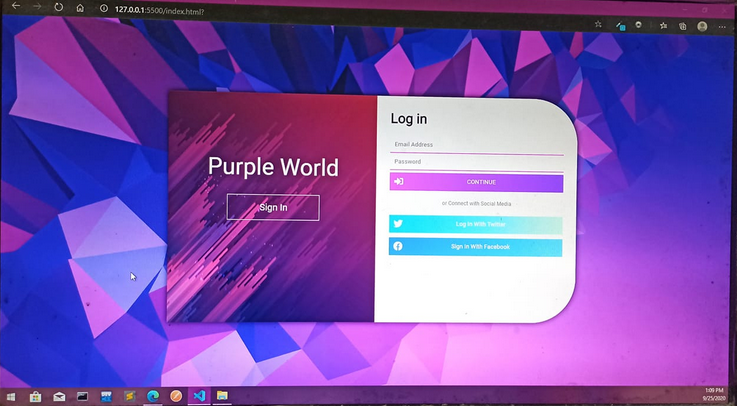 127.0.0.1:5500/index.html?
Purple World
Sign In
Log in
Email Address
Password
CONTINUE
or Connect with Social Media
Log In With Twitter
Sign In With Facebook
1:09 PM
9/25/2020